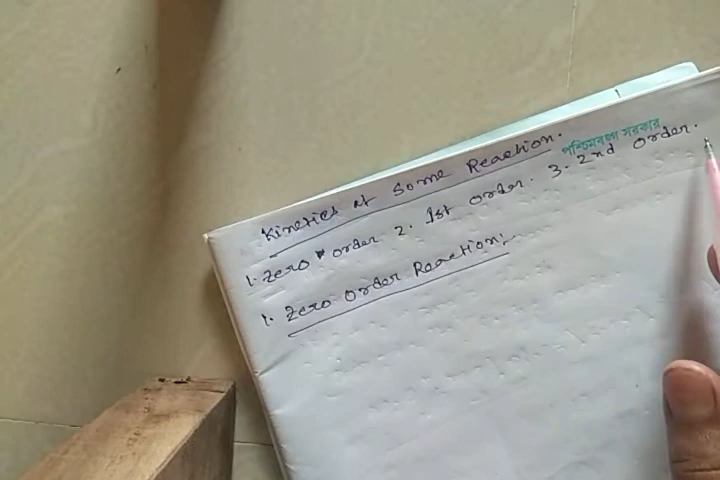 Kinetics of Some Reaction.
পশ্চিমবঙ্গ সরকার
1. Zero order 2. 1st order. 3. 2nd order.
1. Zero order Reaction:-